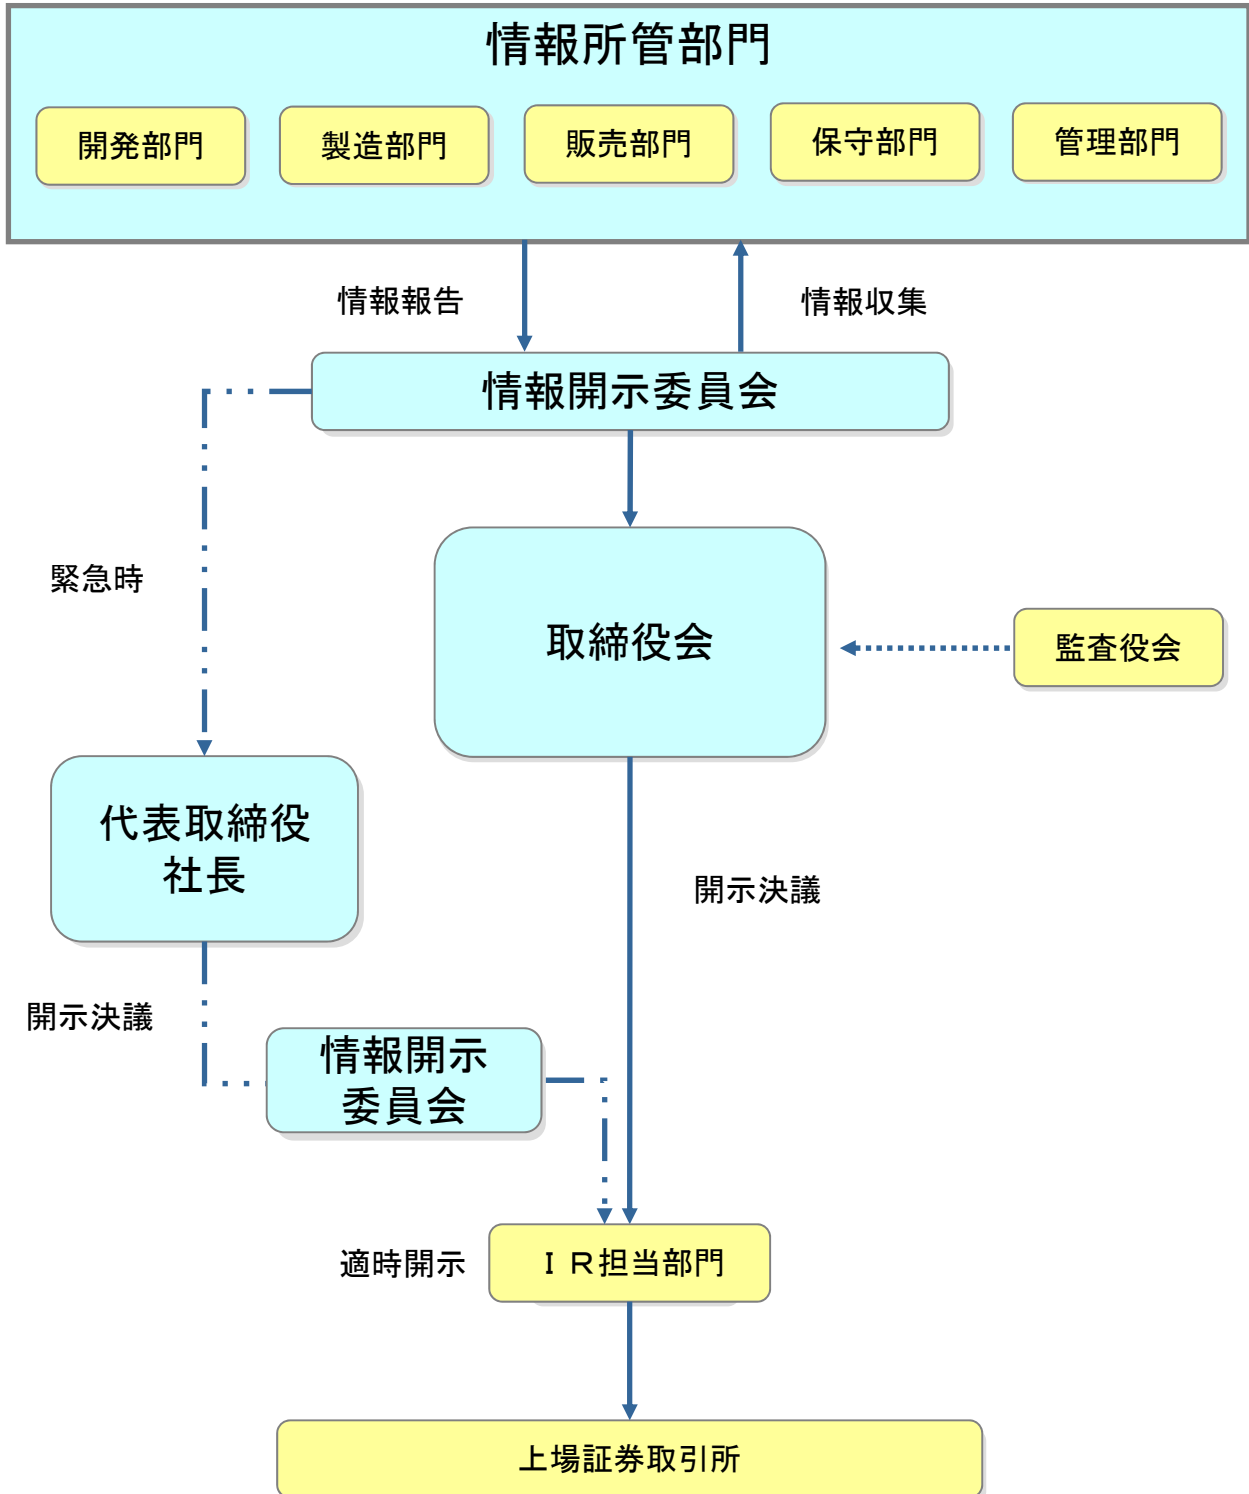 情報所管部門
開発部門
製造部門
販売部門
保守部門
管理部門
情報報告
情報収集
情報開示委員会
緊急時
取締役会
監査役会
代表取締役
社長
開示決議
開示決議
情報開示
委員会
適時開示
ＩＲ担当部門
上場証券取引所